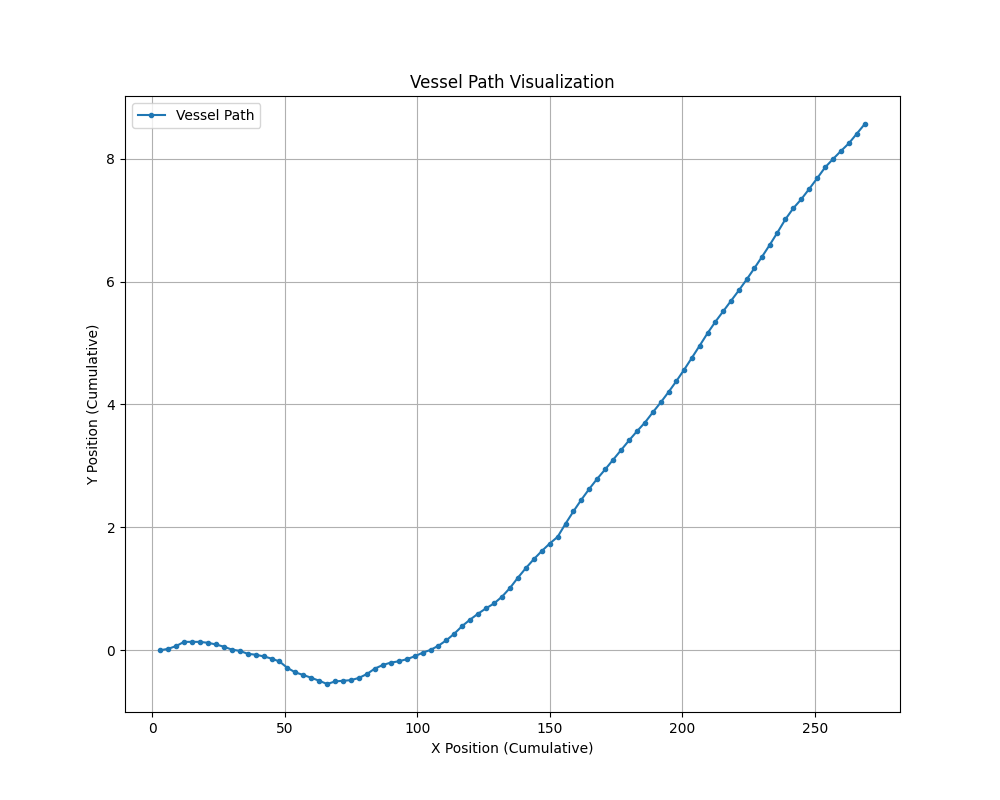 Vessel Path Visualization
Vessel Path
Y Position (Cumulative)
8
6
4
2
0
0 50 100 150 200 250
X Position (Cumulative)